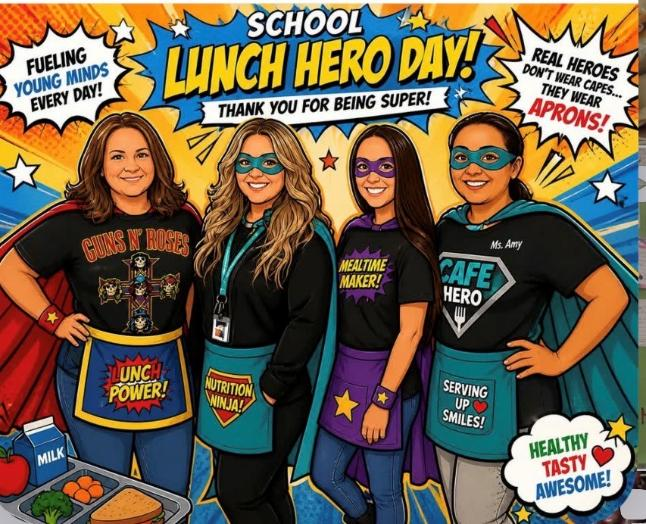 SCHOOL
LUNCH HERO DAY!
THANK YOU FOR BEING SUPER!
FUELING
YOUNG MINDS
EVERY DAY!
REAL HEROES
DON'T WEAR CAPES...
THEY WEAR
APRONS!
GUNS N' ROSES
LUNCH
POWER!
NUTRITION
NINJA!
MEALTIME
MAKER!
Ms. Amy
CAFE
HERO
SERVING
UP
SMILES!
MILK
HEALTHY
TASTY
AWESOME!